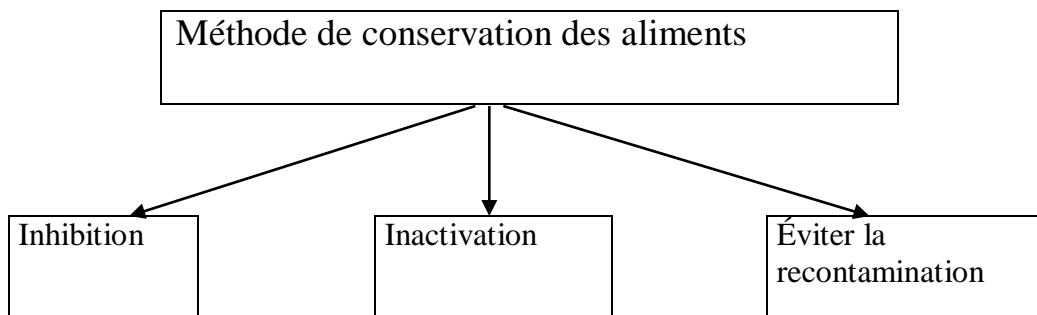 Méthode de conservation des aliments
Inhibition
Inactivation
Éviter la
recontamination